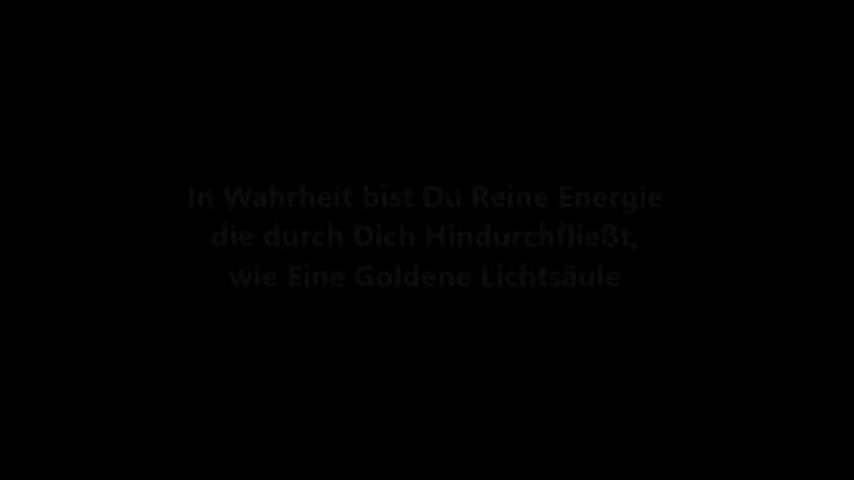 In Wahrheit bist Du Reine Energie
die durch Dich Hindurchfließt,
wie Eine Goldene Lichtsäule